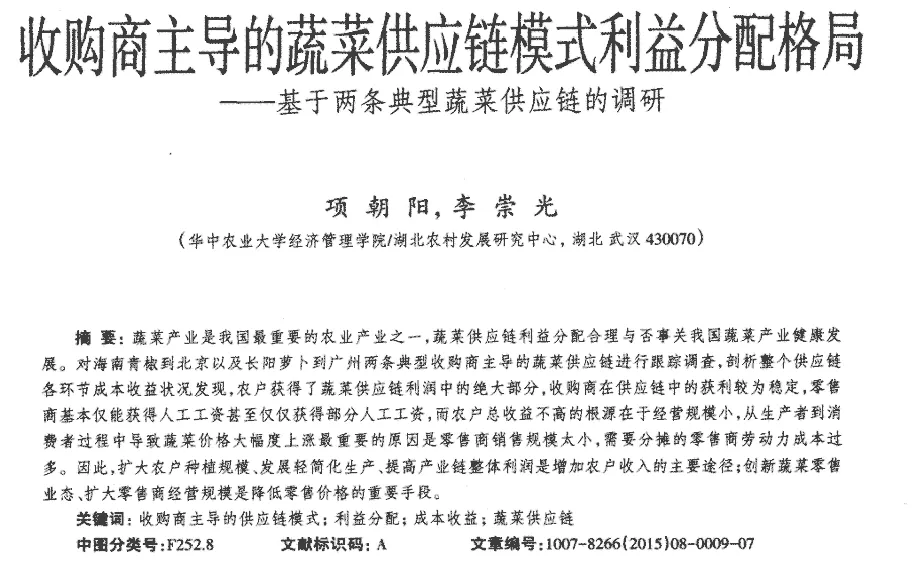 收购商主导的蔬菜供应链模式利益分配格局
——基于两条典型蔬菜供应链的调研
项朝阳,李崇光
(华中农业大学经济管理学院/湖北农村发展研究中心, 湖北 武汉 430070)
摘 要: 蔬菜产业是我国最重要的农业产业之一,蔬菜供应链利益分配合理与否事关我国蔬菜产业健康发
展。对海南青椒到北京以及长阳萝卜到广州两条典型收购商主导的蔬菜供应链进行跟踪调查,剖析整个供应链
各环节成本收益状况发现,农户获得了蔬菜供应链利润中的绝大部分,收购商在供应链中的获利较为稳定,零售
商基本仅能获得人工工资甚至仅仅获得部分人工工资,而农户总收益不高的根源在于经营规模小,从生产者到消
费者过程中导致蔬菜价格大幅度上涨最重要的原因是零售商销售规模太小,需要分摊的零售商劳动力成本过
多。因此,扩大农户种植规模、发展轻简化生产、提高产业链整体利润是增加农户收入的主要途径;创新蔬菜零售
业态、扩大零售商经营规模是降低零售价格的重要手段。
关键词: 收购商主导的供应链模式; 利益分配; 成本收益; 蔬菜供应链
中图分类号:F252.8 文献标识码: A 文章编号:1007-8266(2015)08-0009-07